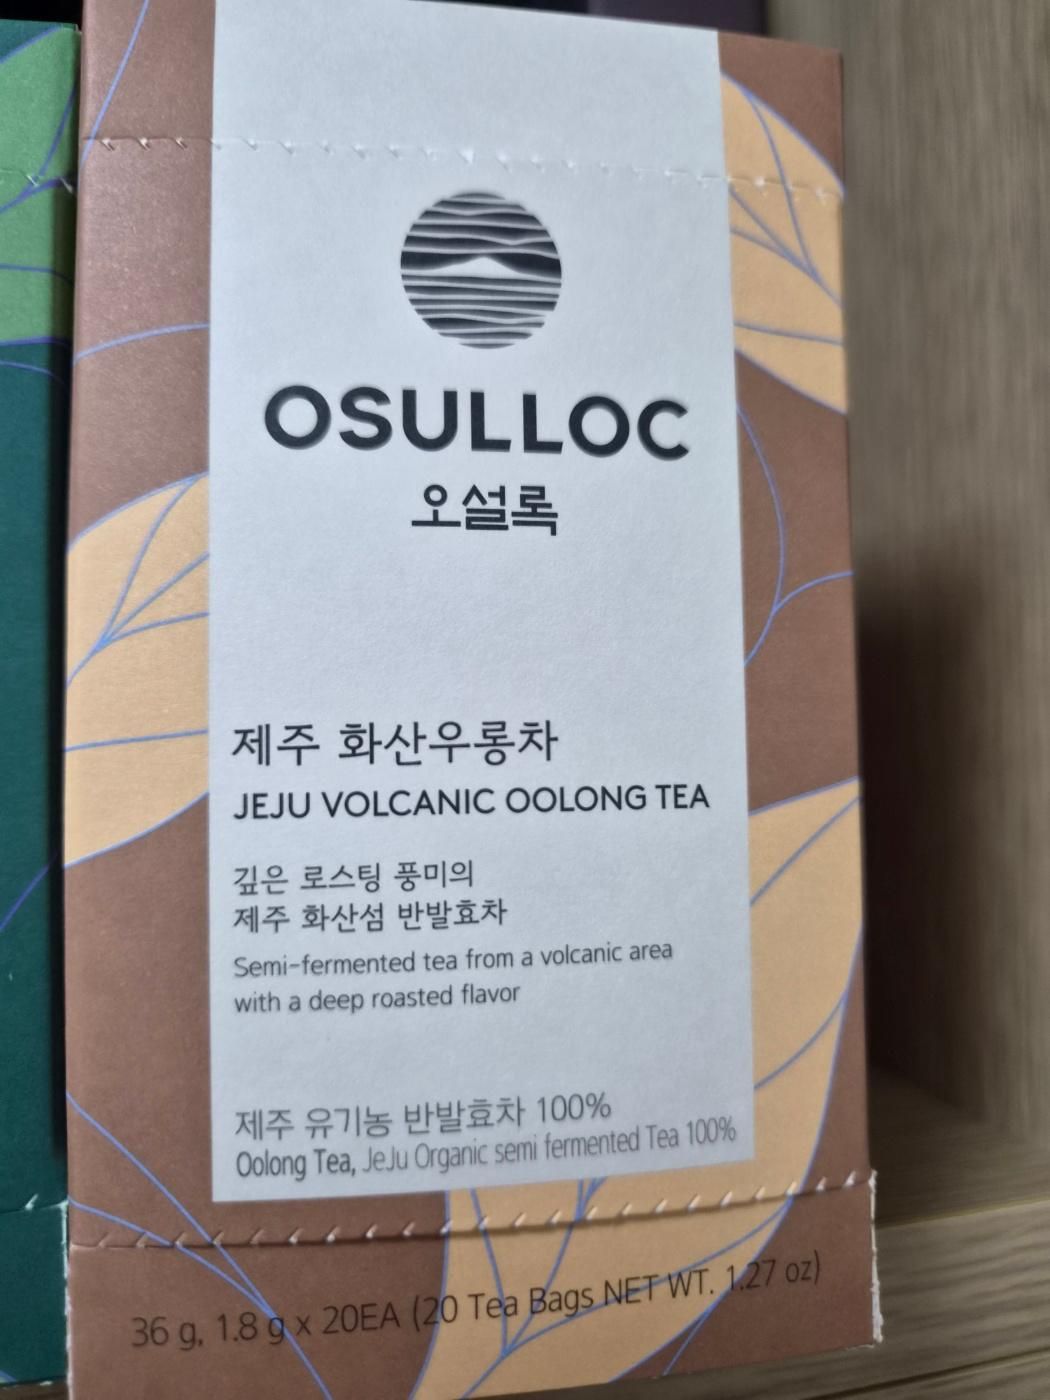 OSULLOC
오설록
제주 화산우롱차
JEJU VOLCANIC OOLONG TEA
깊은 로스팅 풍미의
제주 화산섬 반발효차
Semi-fermented tea from a volcanic area
with a deep roasted flavor
제주 유기농 반발효차 100%
Oolong Tea, JeJu Organic semi fermented Tea 100%
36 g, 1.8 g x 20EA (20 Tea Bags NET WT. 1.27 oz)